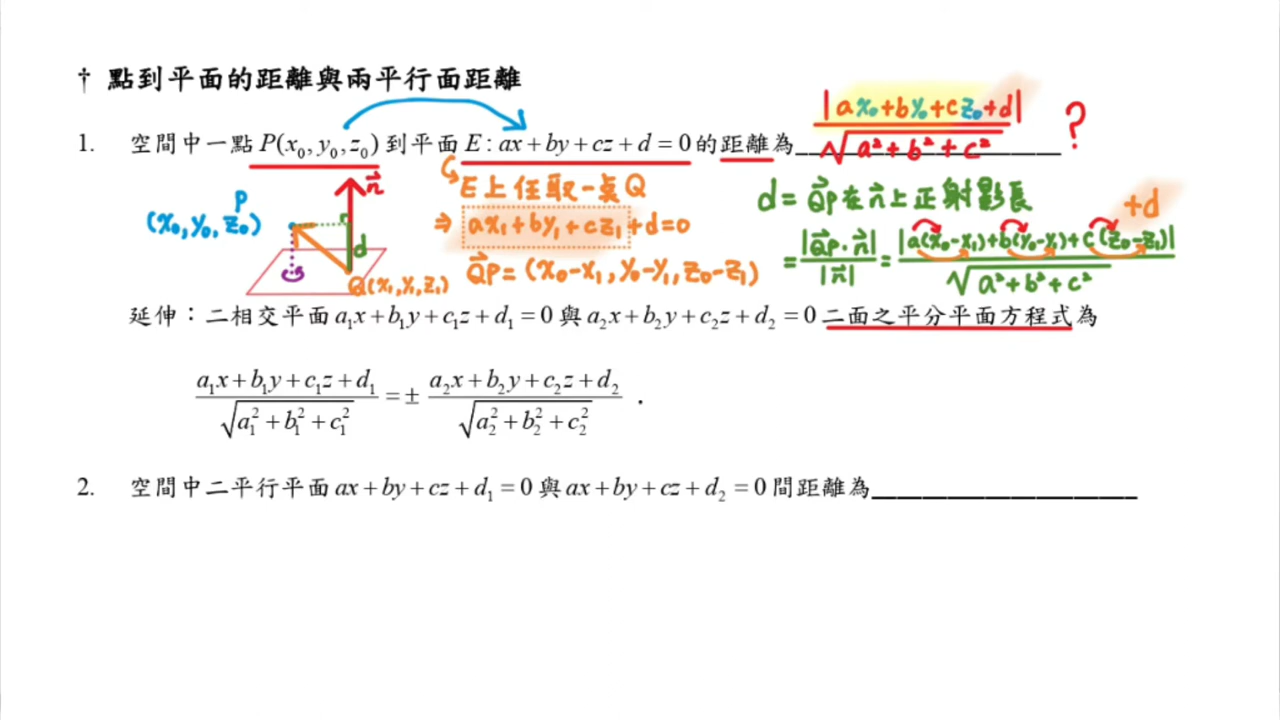 † 點到平面的距離與兩平行面距離
1. 空間中一點 P(x₀, y₀, z₀) 到平面 E : ax + by + cz + d = 0 的距離為 |ax₀+by₀+cz₀+d| / √(a²+b²+c²) ?
P (x₀, y₀, z₀)
n⃗
d
Q(x₁, y₁, z₁)
E上任取一點Q
⇒ ax₁+by₁+cz₁+d=0
Q⃗P = (x₀-x₁, y₀-y₁, z₀-z₁)
d = Q⃗P在n⃗上正射影長
= |Q⃗P·n⃗| / |n⃗| = |a(x₀-x₁)+b(y₀-y₁)+c(z₀-z₁)| / √(a²+b²+c²)
+d
延伸：二相交平面 a₁x + b₁y + c₁z + d₁ = 0 與 a₂x + b₂y + c₂z + d₂ = 0 二面之平分平面方程式為
(a₁x + b₁y + c₁z + d₁) / √(a₁² + b₁² + c₁²) = ± (a₂x + b₂y + c₂z + d₂) / √(a₂² + b₂² + c₂²) .
2. 空間中二平行平面 ax + by + cz + d₁ = 0 與 ax + by + cz + d₂ = 0 間距離為